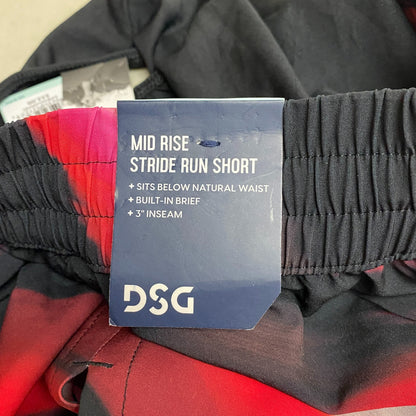 MID RISE
STRIDE RUN SHORT
+ SITS BELOW NATURAL WAIST
+ BUILT-IN BRIEF
+ 3" INSEAM
DSG